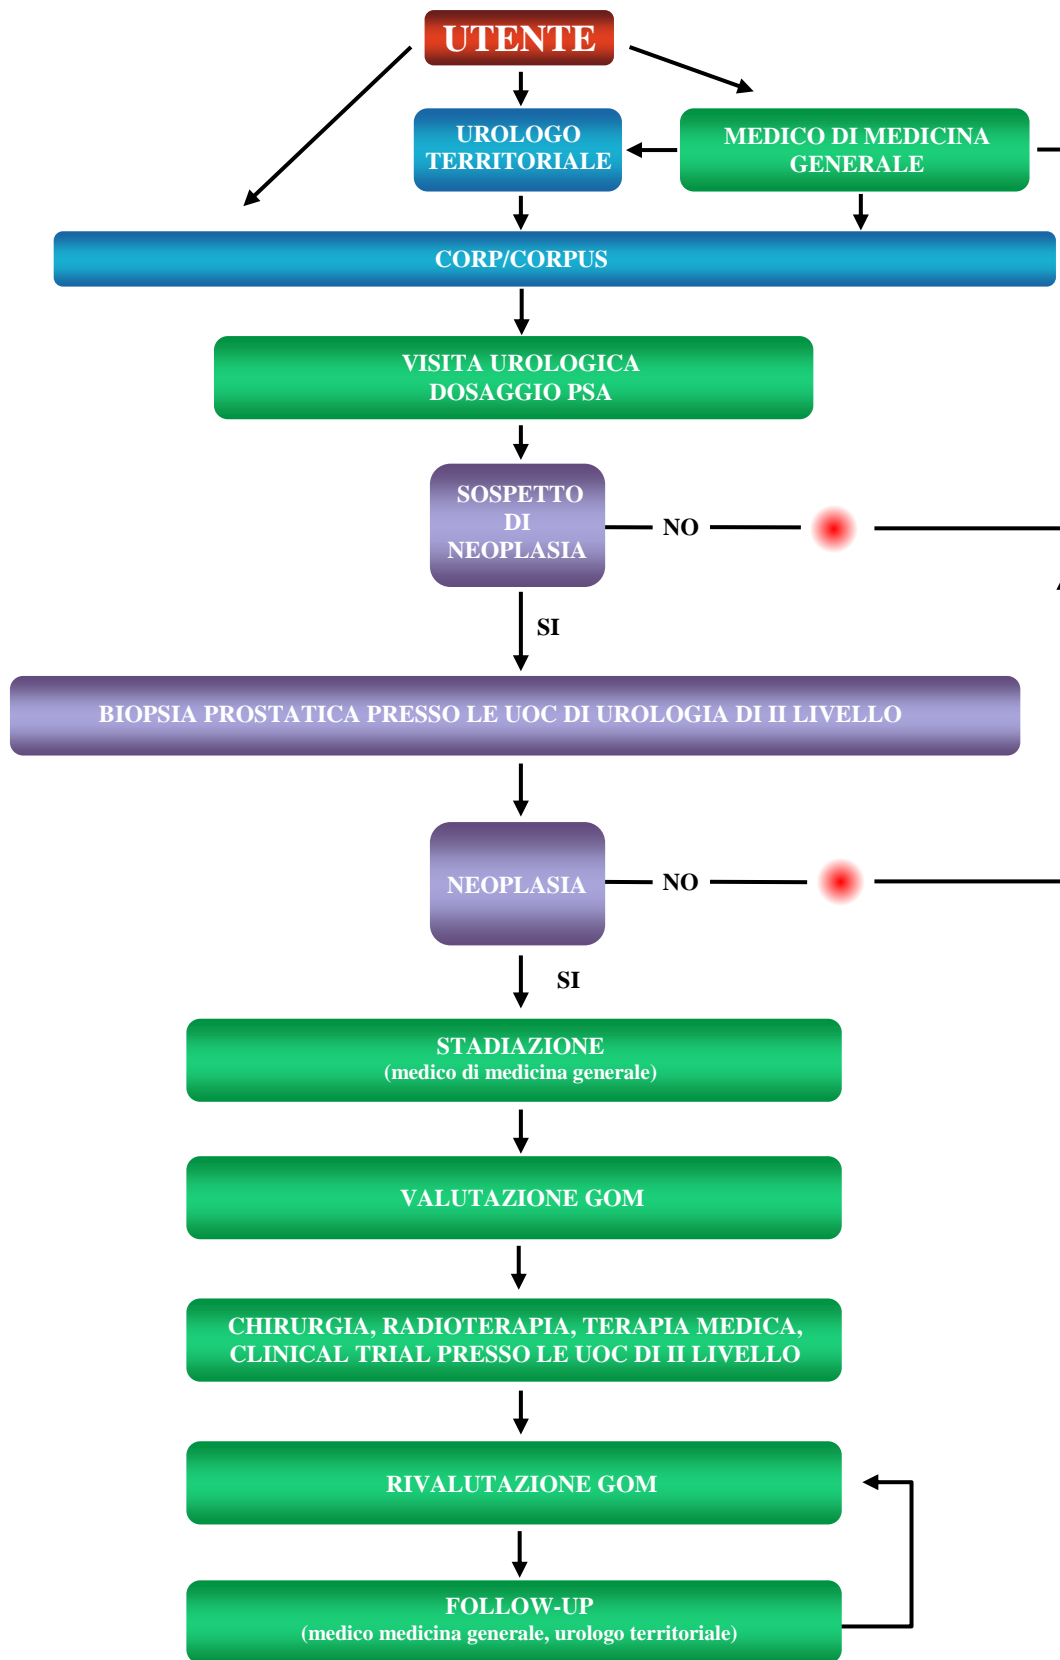 UTENTE
UROLOGO
TERRITORIALE
MEDICO DI MEDICINA
GENERALE
CORP/CORPUS
VISITA UROLOGICA
DOSAGGIO PSA
SOSPETTO
DI
NEOPLASIA
NO
SI
BIOPSIA PROSTATICA PRESSO LE UOC DI UROLOGIA DI II LIVELLO
NEOPLASIA
NO
SI
STADIAZIONE
(medico di medicina generale)
VALUTAZIONE GOM
CHIRURGIA, RADIOTERAPIA, TERAPIA MEDICA,
CLINICAL TRIAL PRESSO LE UOC DI II LIVELLO
RIVALUTAZIONE GOM
FOLLOW-UP
(medico medicina generale, urologo territoriale)